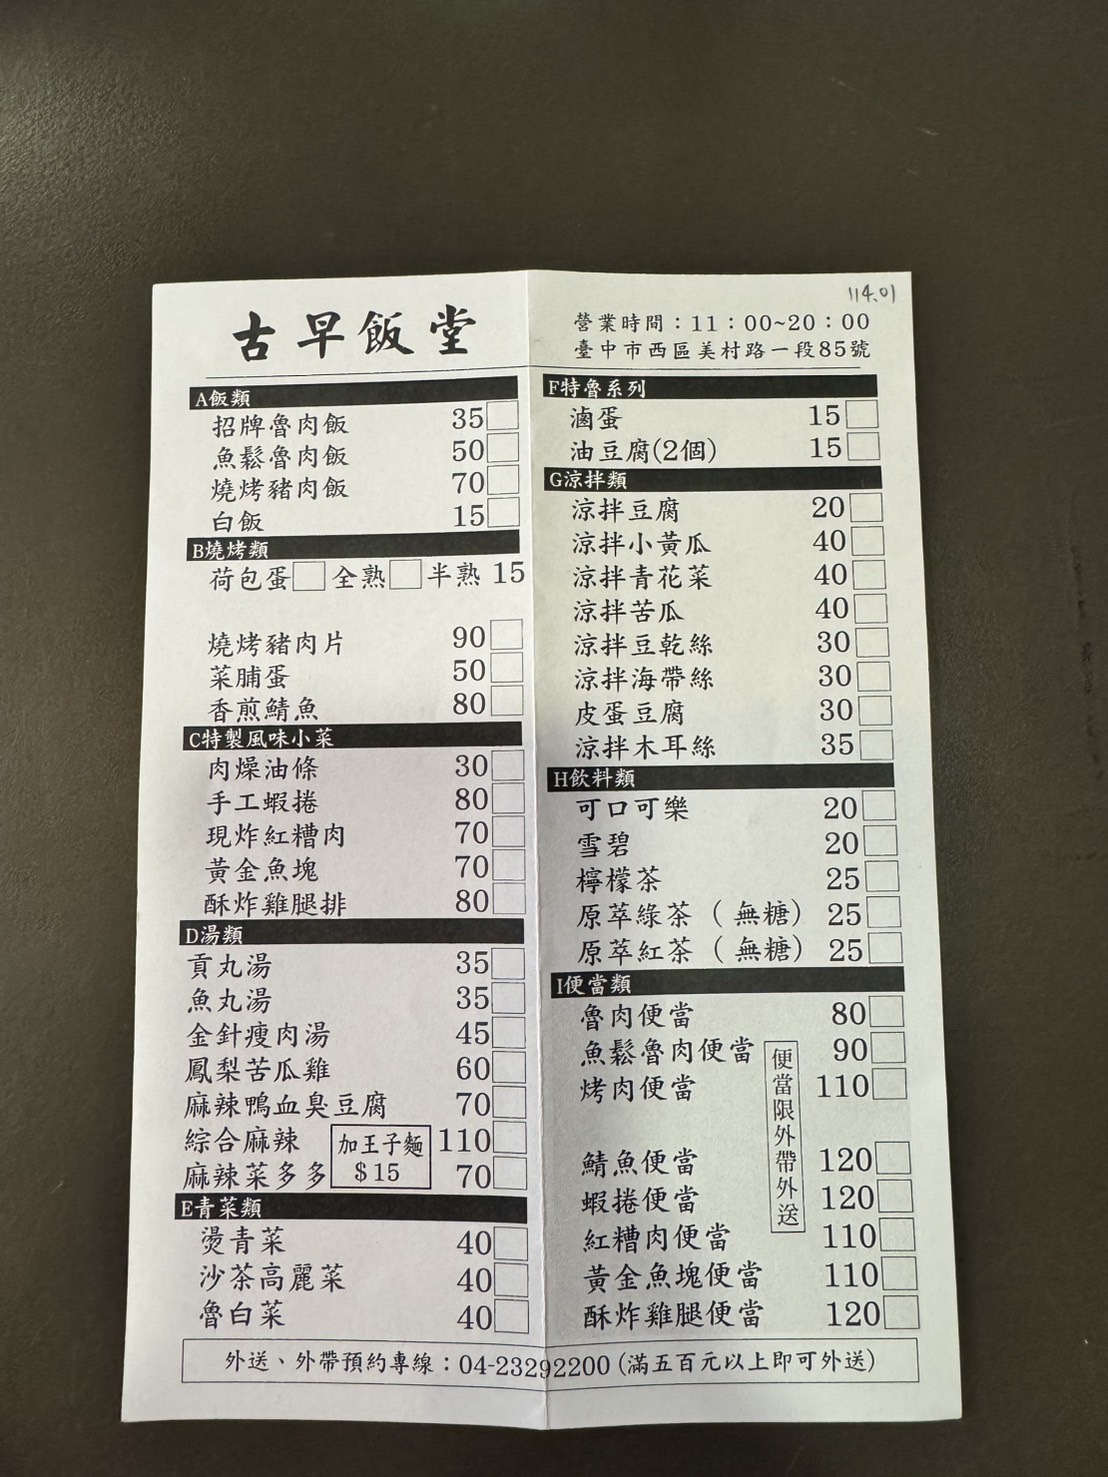 114.01
古早飯堂
營業時間：11：00~20：00
臺中市西區美村路一段85號
A飯類
招牌魯肉飯 35
魚鬆魯肉飯 50
燒烤豬肉飯 70
白飯 15
B燒烤類
荷包蛋 全熟 半熟 15
燒烤豬肉片 90
菜脯蛋 50
香煎鯖魚 80
C特製風味小菜
肉燥油條 30
手工蝦捲 80
現炸紅糟肉 70
黃金魚塊 70
酥炸雞腿排 80
D湯類
貢丸湯 35
魚丸湯 35
金針瘦肉湯 45
鳳梨苦瓜雞 60
麻辣鴨血臭豆腐 70
綜合麻辣 110
麻辣菜多多 70
加王子麵
$15
E青菜類
燙青菜 40
沙茶高麗菜 40
魯白菜 40
F特魯系列
滷蛋 15
油豆腐(2個) 15
G涼拌類
涼拌豆腐 20
涼拌小黃瓜 40
涼拌青花菜 40
涼拌苦瓜 40
涼拌豆乾絲 30
涼拌海帶絲 30
皮蛋豆腐 30
涼拌木耳絲 35
H飲料類
可口可樂 20
雪碧 20
檸檬茶 25
原萃綠茶（無糖） 25
原萃紅茶（無糖） 25
I便當類
魯肉便當 80
魚鬆魯肉便當 90
烤肉便當 110
鯖魚便當 120
蝦捲便當 120
紅糟肉便當 110
黃金魚塊便當 110
酥炸雞腿便當 120
便當限外帶外送
外送、外帶預約專線：04-23292200 (滿五百元以上即可外送)